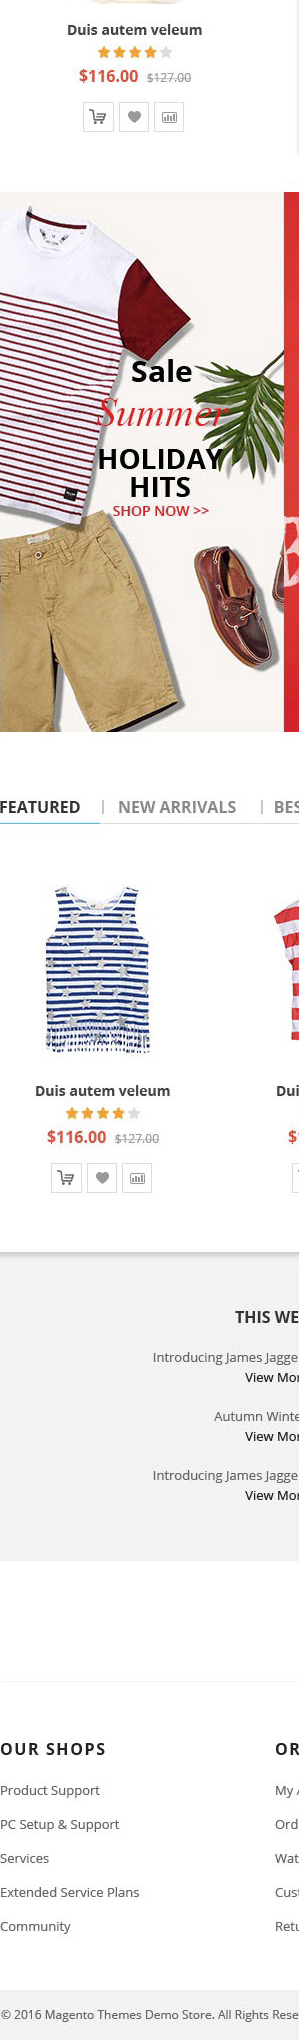 Duis autem veleum
$116.00 $127.00
Sale
Summer
HOLIDAY
HITS
SHOP NOW >>
FEATURED | NEW ARRIVALS | BES
Duis autem veleum
Dui
$116.00 $127.00
$
THIS WE
Introducing James Jagge
View Mor
Autumn Winte
View Mor
Introducing James Jagge
View Mor
OUR SHOPS
Product Support
PC Setup & Support
Services
Extended Service Plans
Community
OR
My
Ord
Wat
Cust
Retu
© 2016 Magento Themes Demo Store. All Rights Rese